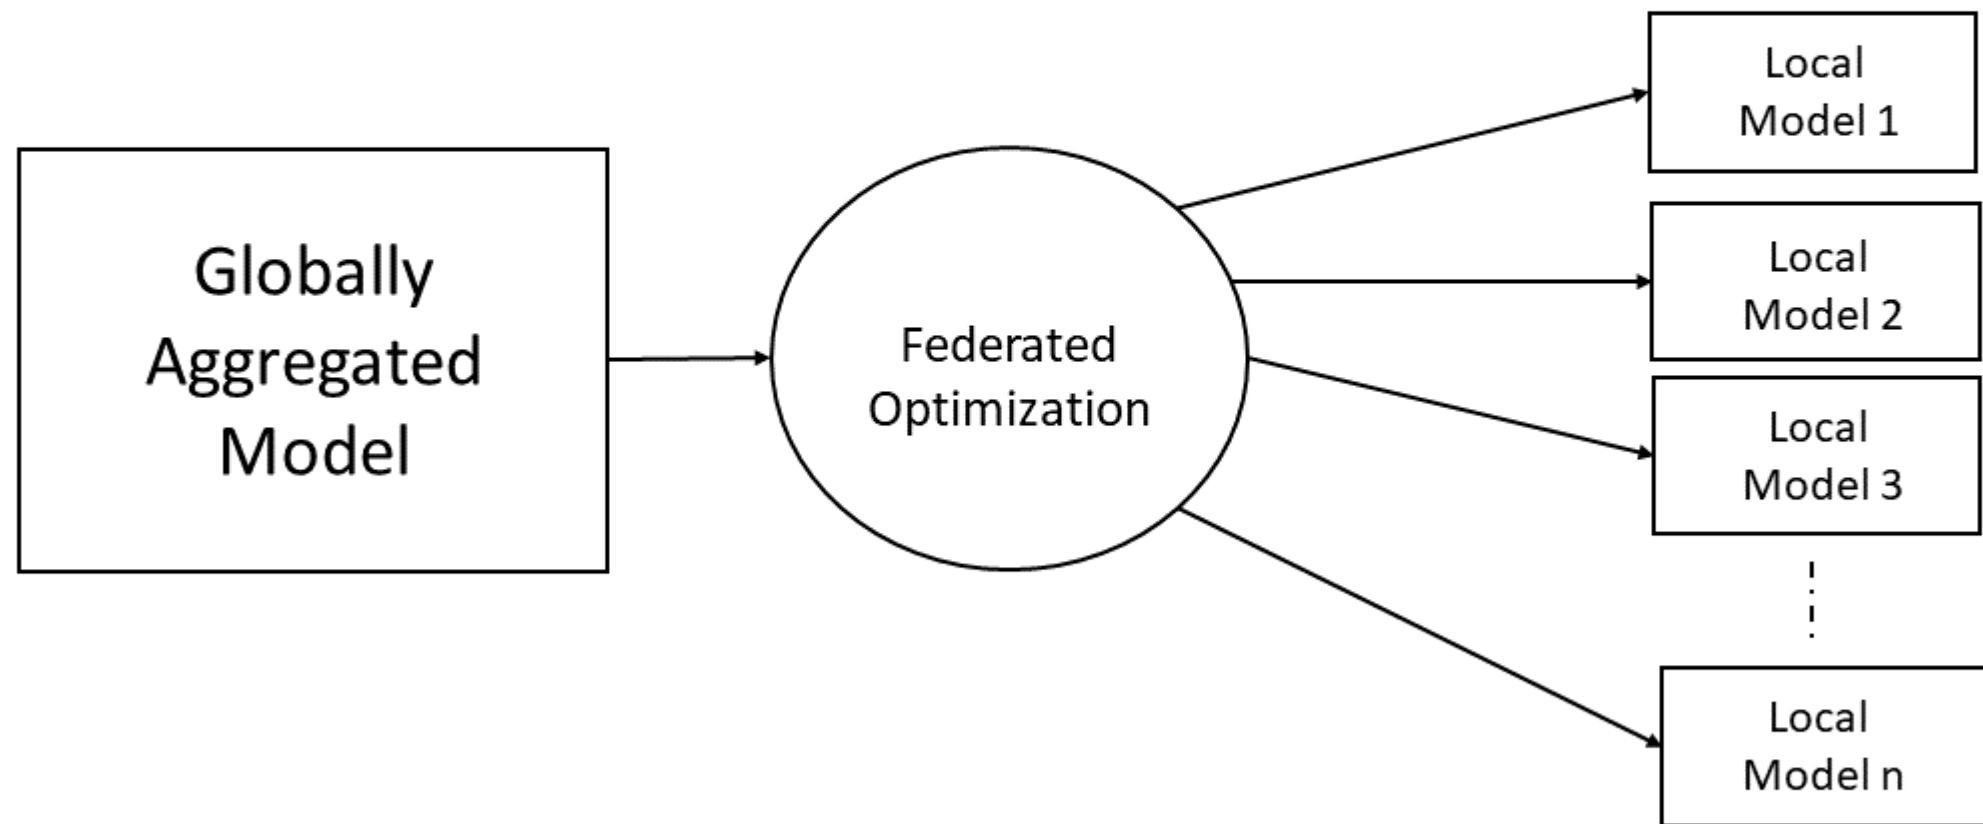 Globally
Aggregated
Model
Federated
Optimization
Local
Model 1
Local
Model 2
Local
Model 3
Local
Model n